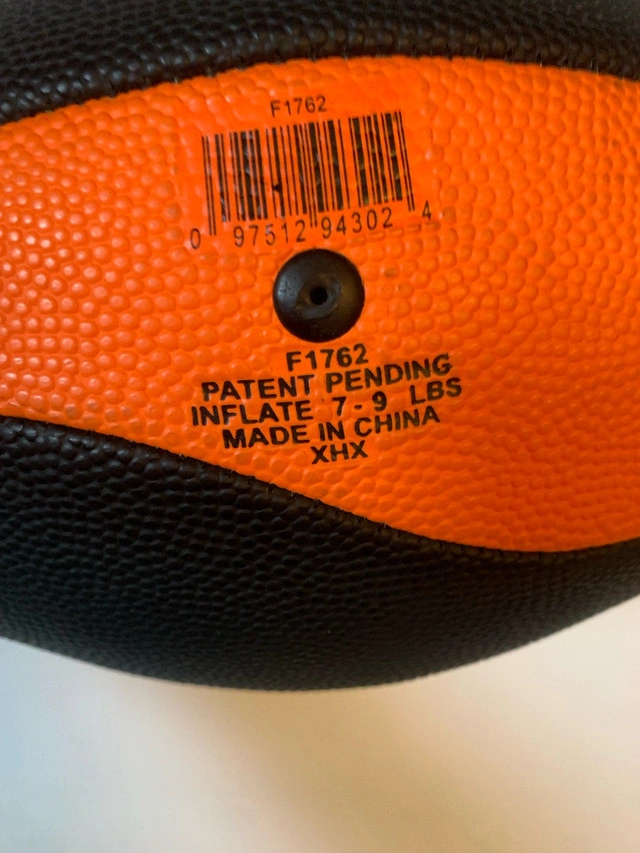 F1762
0 97512 94302 4
F1762
PATENT PENDING
INFLATE 7 - 9 LBS
MADE IN CHINA
XHX